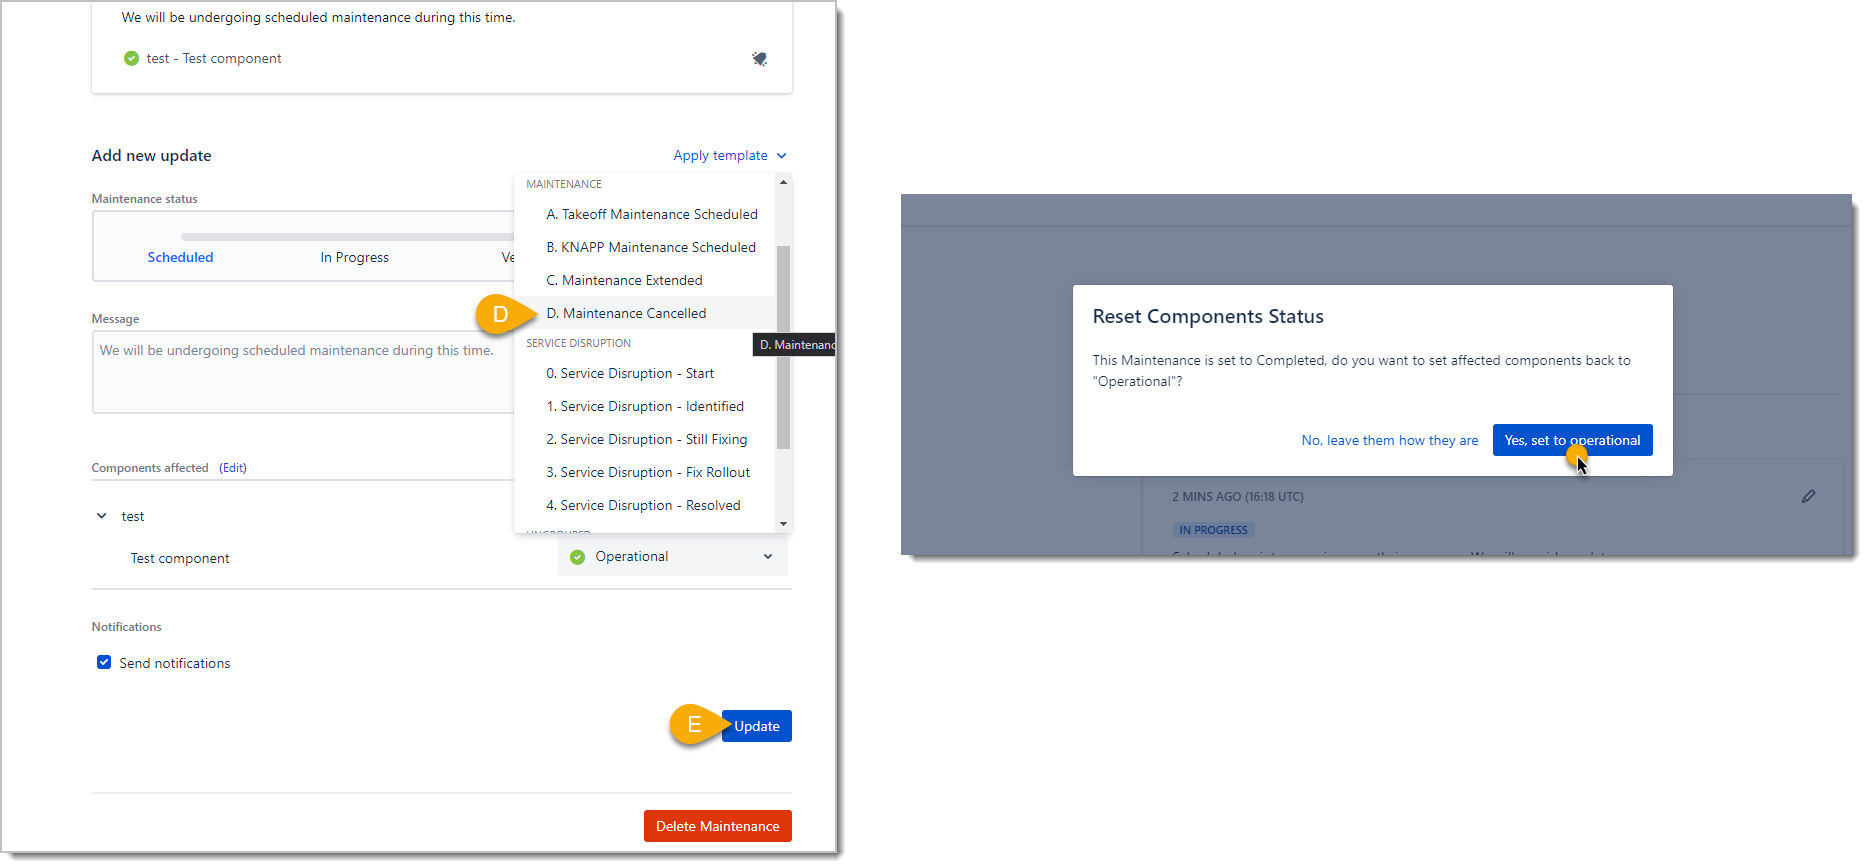 We will be undergoing scheduled maintenance during this time.
test - Test component
Add new update
Apply template
Maintenance status
Scheduled
In Progress
Ve
MAINTENANCE
A. Takeoff Maintenance Scheduled
B. KNAPP Maintenance Scheduled
C. Maintenance Extended
D
D. Maintenance Cancelled
D. Maintenanc
SERVICE DISRUPTION
0. Service Disruption - Start
1. Service Disruption - Identified
2. Service Disruption - Still Fixing
3. Service Disruption - Fix Rollout
4. Service Disruption - Resolved
UNGROUPED
Message
We will be undergoing scheduled maintenance during this time.
Components affected (Edit)
test
Test component
Operational
Notifications
Send notifications
E
Update
Delete Maintenance
Reset Components Status
This Maintenance is set to Completed, do you want to set affected components back to
"Operational"?
No, leave them how they are
Yes, set to operational
2 MINS AGO (16:18 UTC)
IN PROGRESS